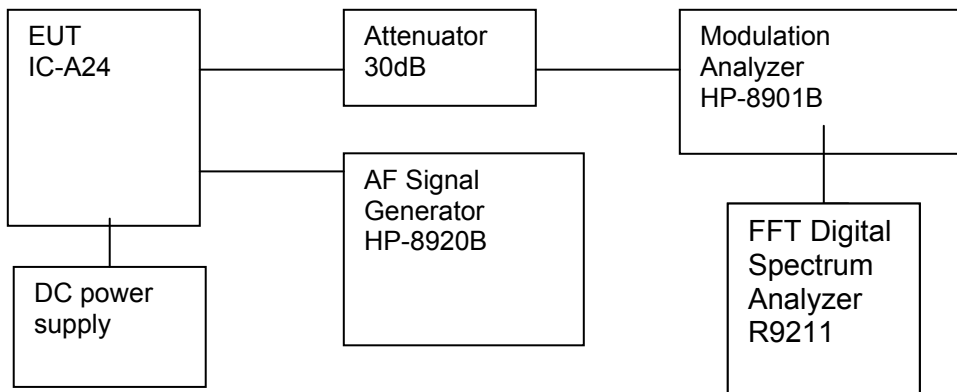 EUT
IC-A24
Attenuator
30dB
Modulation
Analyzer
HP-8901B
AF Signal
Generator
HP-8920B
FFT Digital
Spectrum
Analyzer
R9211
DC power
supply